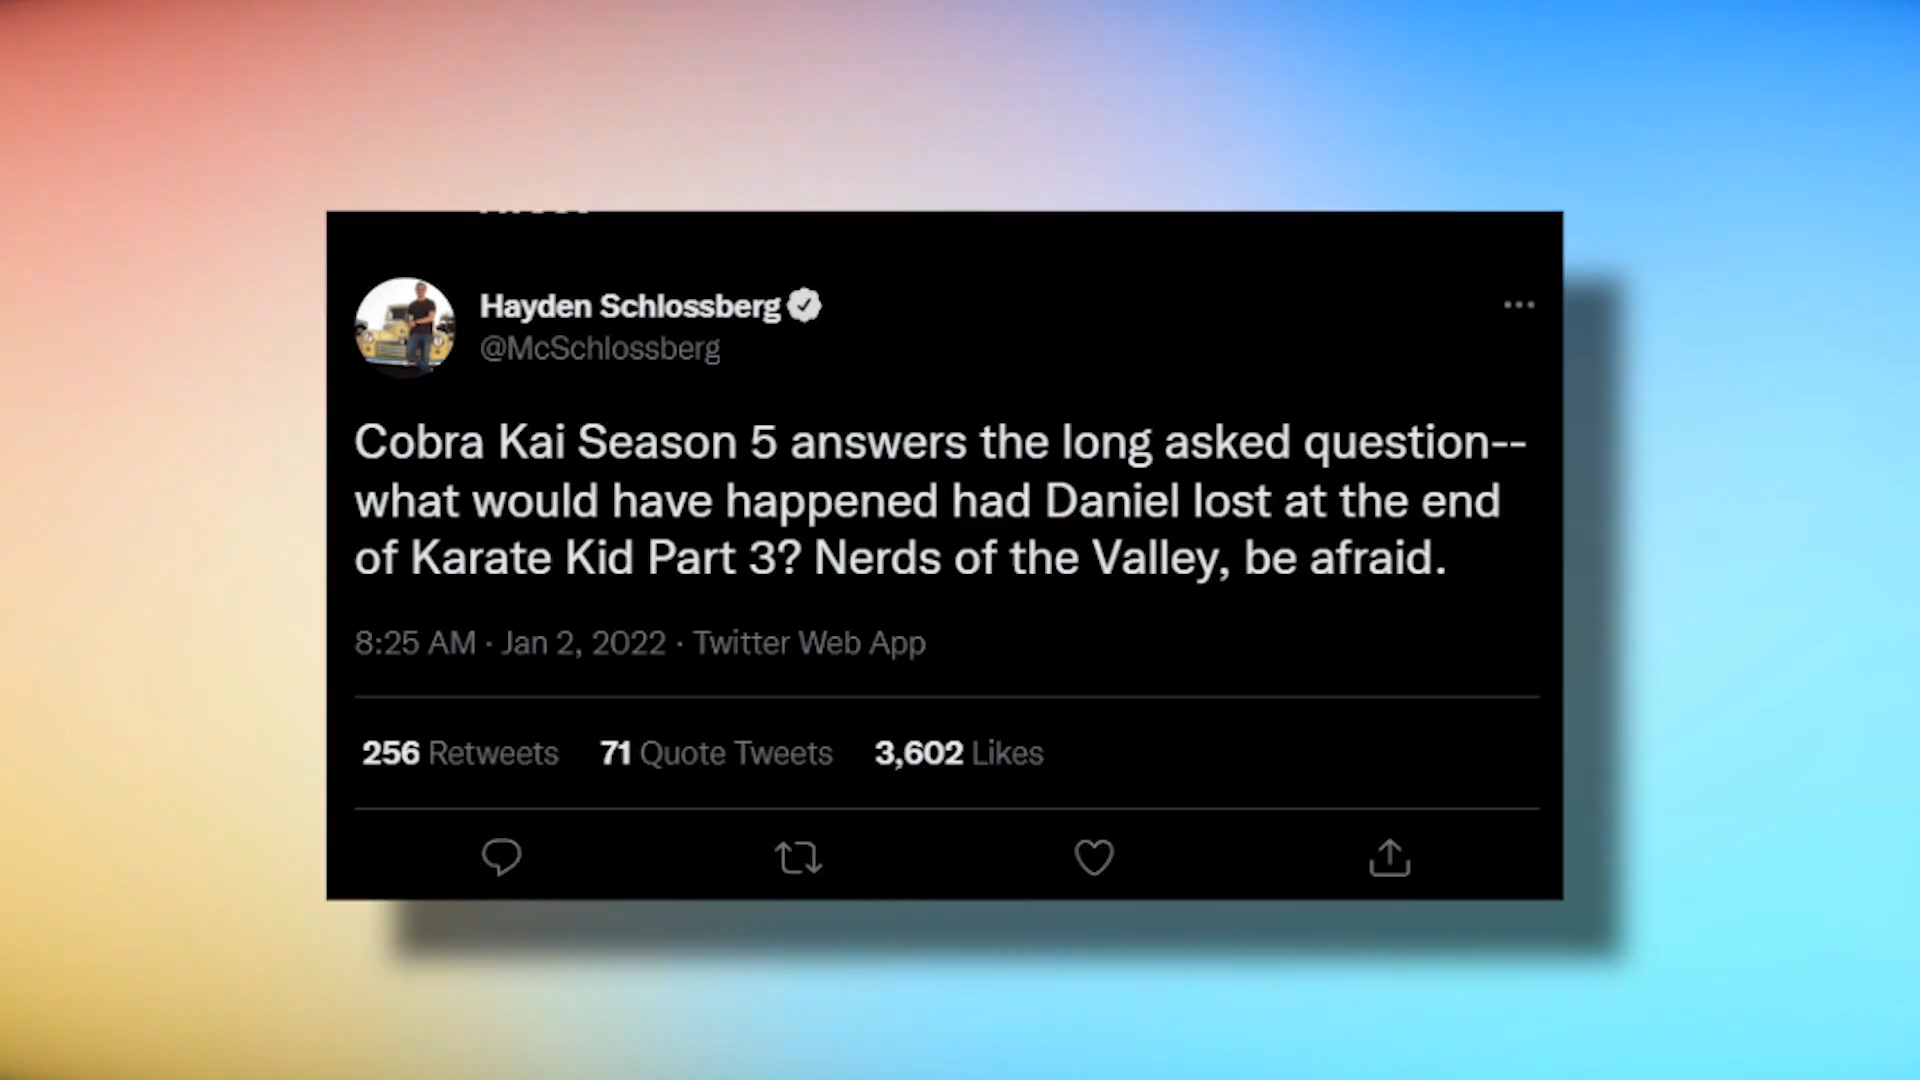 Hayden Schlossberg
@McSchlossberg
Cobra Kai Season 5 answers the long asked question--
what would have happened had Daniel lost at the end
of Karate Kid Part 3? Nerds of the Valley, be afraid.
8:25 AM · Jan 2, 2022 · Twitter Web App
256 Retweets 71 Quote Tweets 3,602 Likes